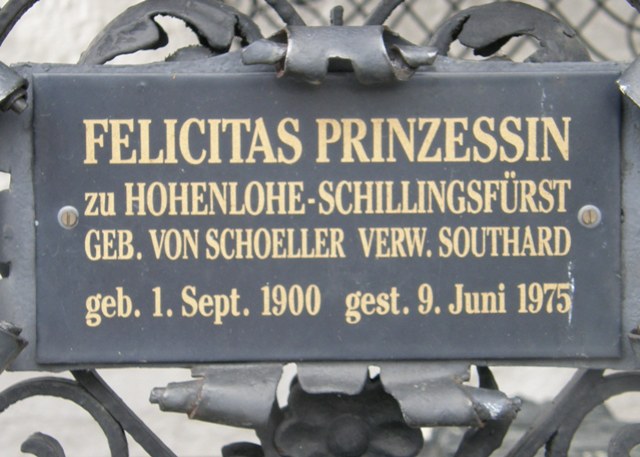 FELICITAS PRINZESSIN
zu HOHENLOHE-SCHILLINGSFÜRST
GEB. VON SCHOELLER VERW. SOUTHARD
geb. 1. Sept. 1900 gest. 9. Juni 1975